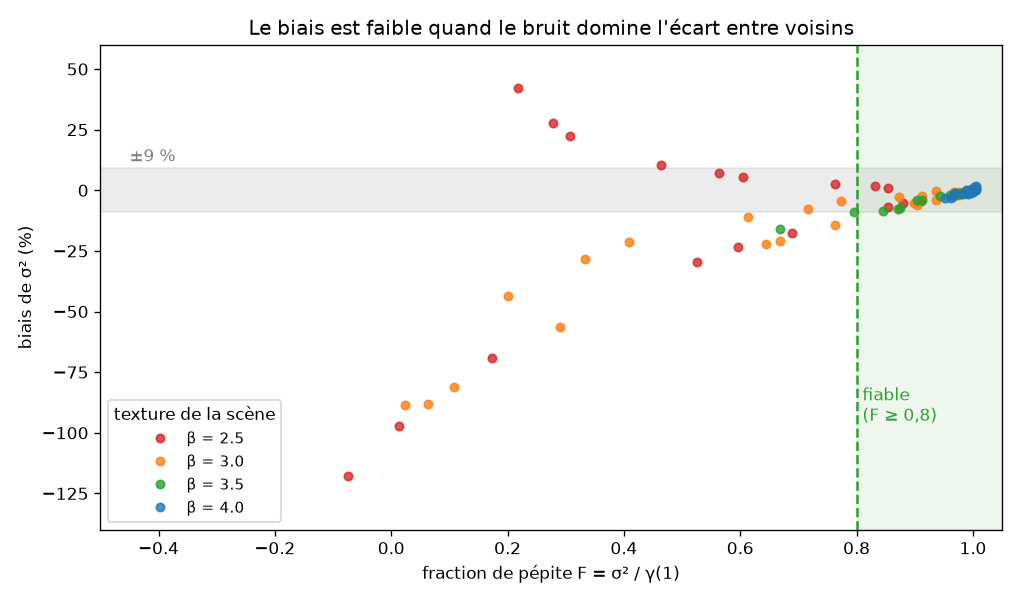 Le biais est faible quand le bruit domine l'écart entre voisins
biais de σ² (%)
50
25
0
−25
−50
−75
−100
−125
±9 %
fiable
(F ≥ 0,8)
texture de la scène
β = 2.5
β = 3.0
β = 3.5
β = 4.0
−0.4
−0.2
0.0
0.2
0.4
0.6
0.8
1.0
fraction de pépite F = σ² / γ(1)